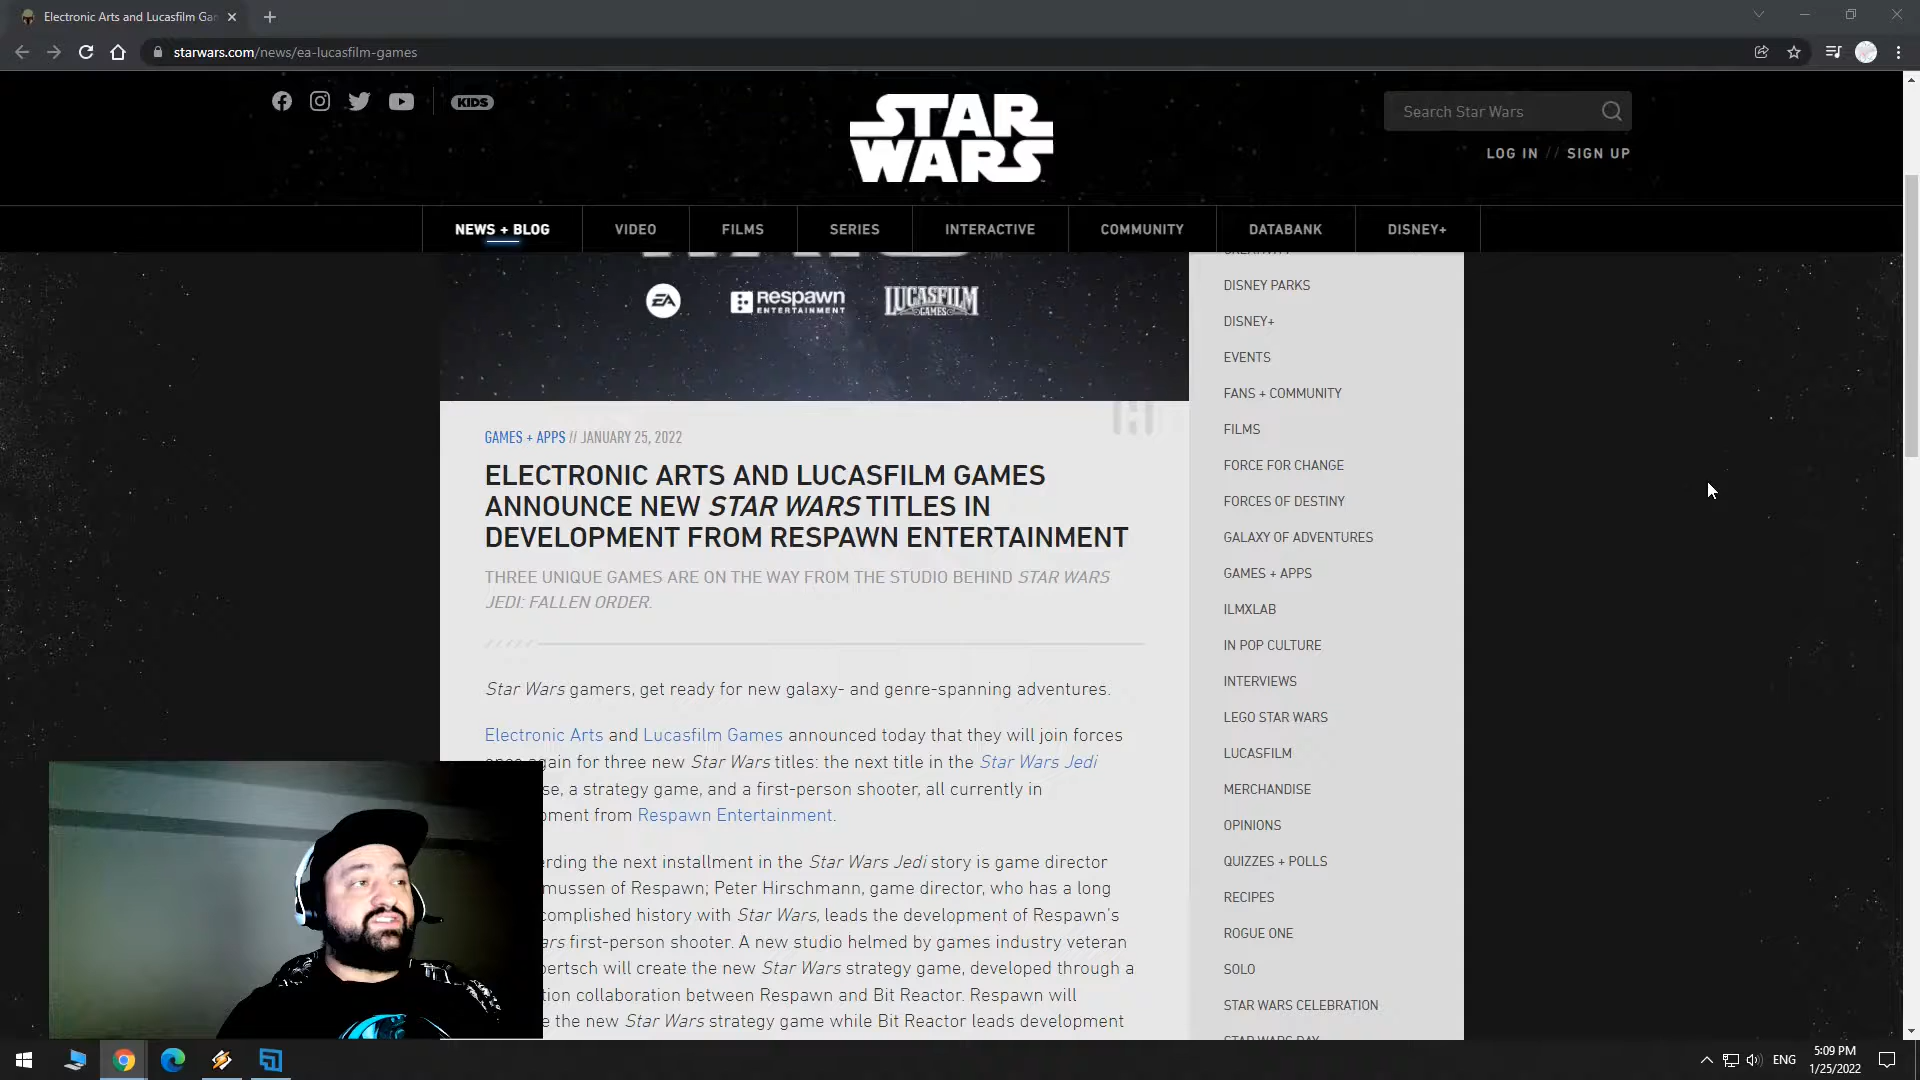 Electronic Arts and Lucasfilm Ga
starwars.com/news/ea-lucasfilm-games
KIDS
STAR
WARS
Search Star Wars
LOG IN // SIGN UP
NEWS + BLOG
VIDEO
FILMS
SERIES
INTERACTIVE
COMMUNITY
DATABANK
DISNEY+
EA
Respawn
ENTERTAINMENT
LUCASFILM
GAMES
GAMES + APPS // JANUARY 25, 2022
ELECTRONIC ARTS AND LUCASFILM GAMES
ANNOUNCE NEW STAR WARS TITLES IN
DEVELOPMENT FROM RESPAWN ENTERTAINMENT
THREE UNIQUE GAMES ARE ON THE WAY FROM THE STUDIO BEHIND STAR WARS
JEDI: FALLEN ORDER.
Star Wars gamers, get ready for new galaxy- and genre-spanning adventures.
Electronic Arts and Lucasfilm Games announced today that they will join forces
again for three new Star Wars titles: the next title in the Star Wars Jedi
se, a strategy game, and a first-person shooter, all currently in
oment from Respawn Entertainment.
erding the next installment in the Star Wars Jedi story is game director
mussen of Respawn; Peter Hirschmann, game director, who has a long
complished history with Star Wars, leads the development of Respawn's
ars first-person shooter. A new studio helmed by games industry veteran
ertsch will create the new Star Wars strategy game, developed through a
tion collaboration between Respawn and Bit Reactor. Respawn will
e the new Star Wars strategy game while Bit Reactor leads development
DISNEY PARKS
DISNEY+
EVENTS
FANS + COMMUNITY
FILMS
FORCE FOR CHANGE
FORCES OF DESTINY
GALAXY OF ADVENTURES
GAMES + APPS
ILMXLAB
IN POP CULTURE
INTERVIEWS
LEGO STAR WARS
LUCASFILM
MERCHANDISE
OPINIONS
QUIZZES + POLLS
RECIPES
ROGUE ONE
SOLO
STAR WARS CELEBRATION
ENG
5:09 PM
1/25/2022